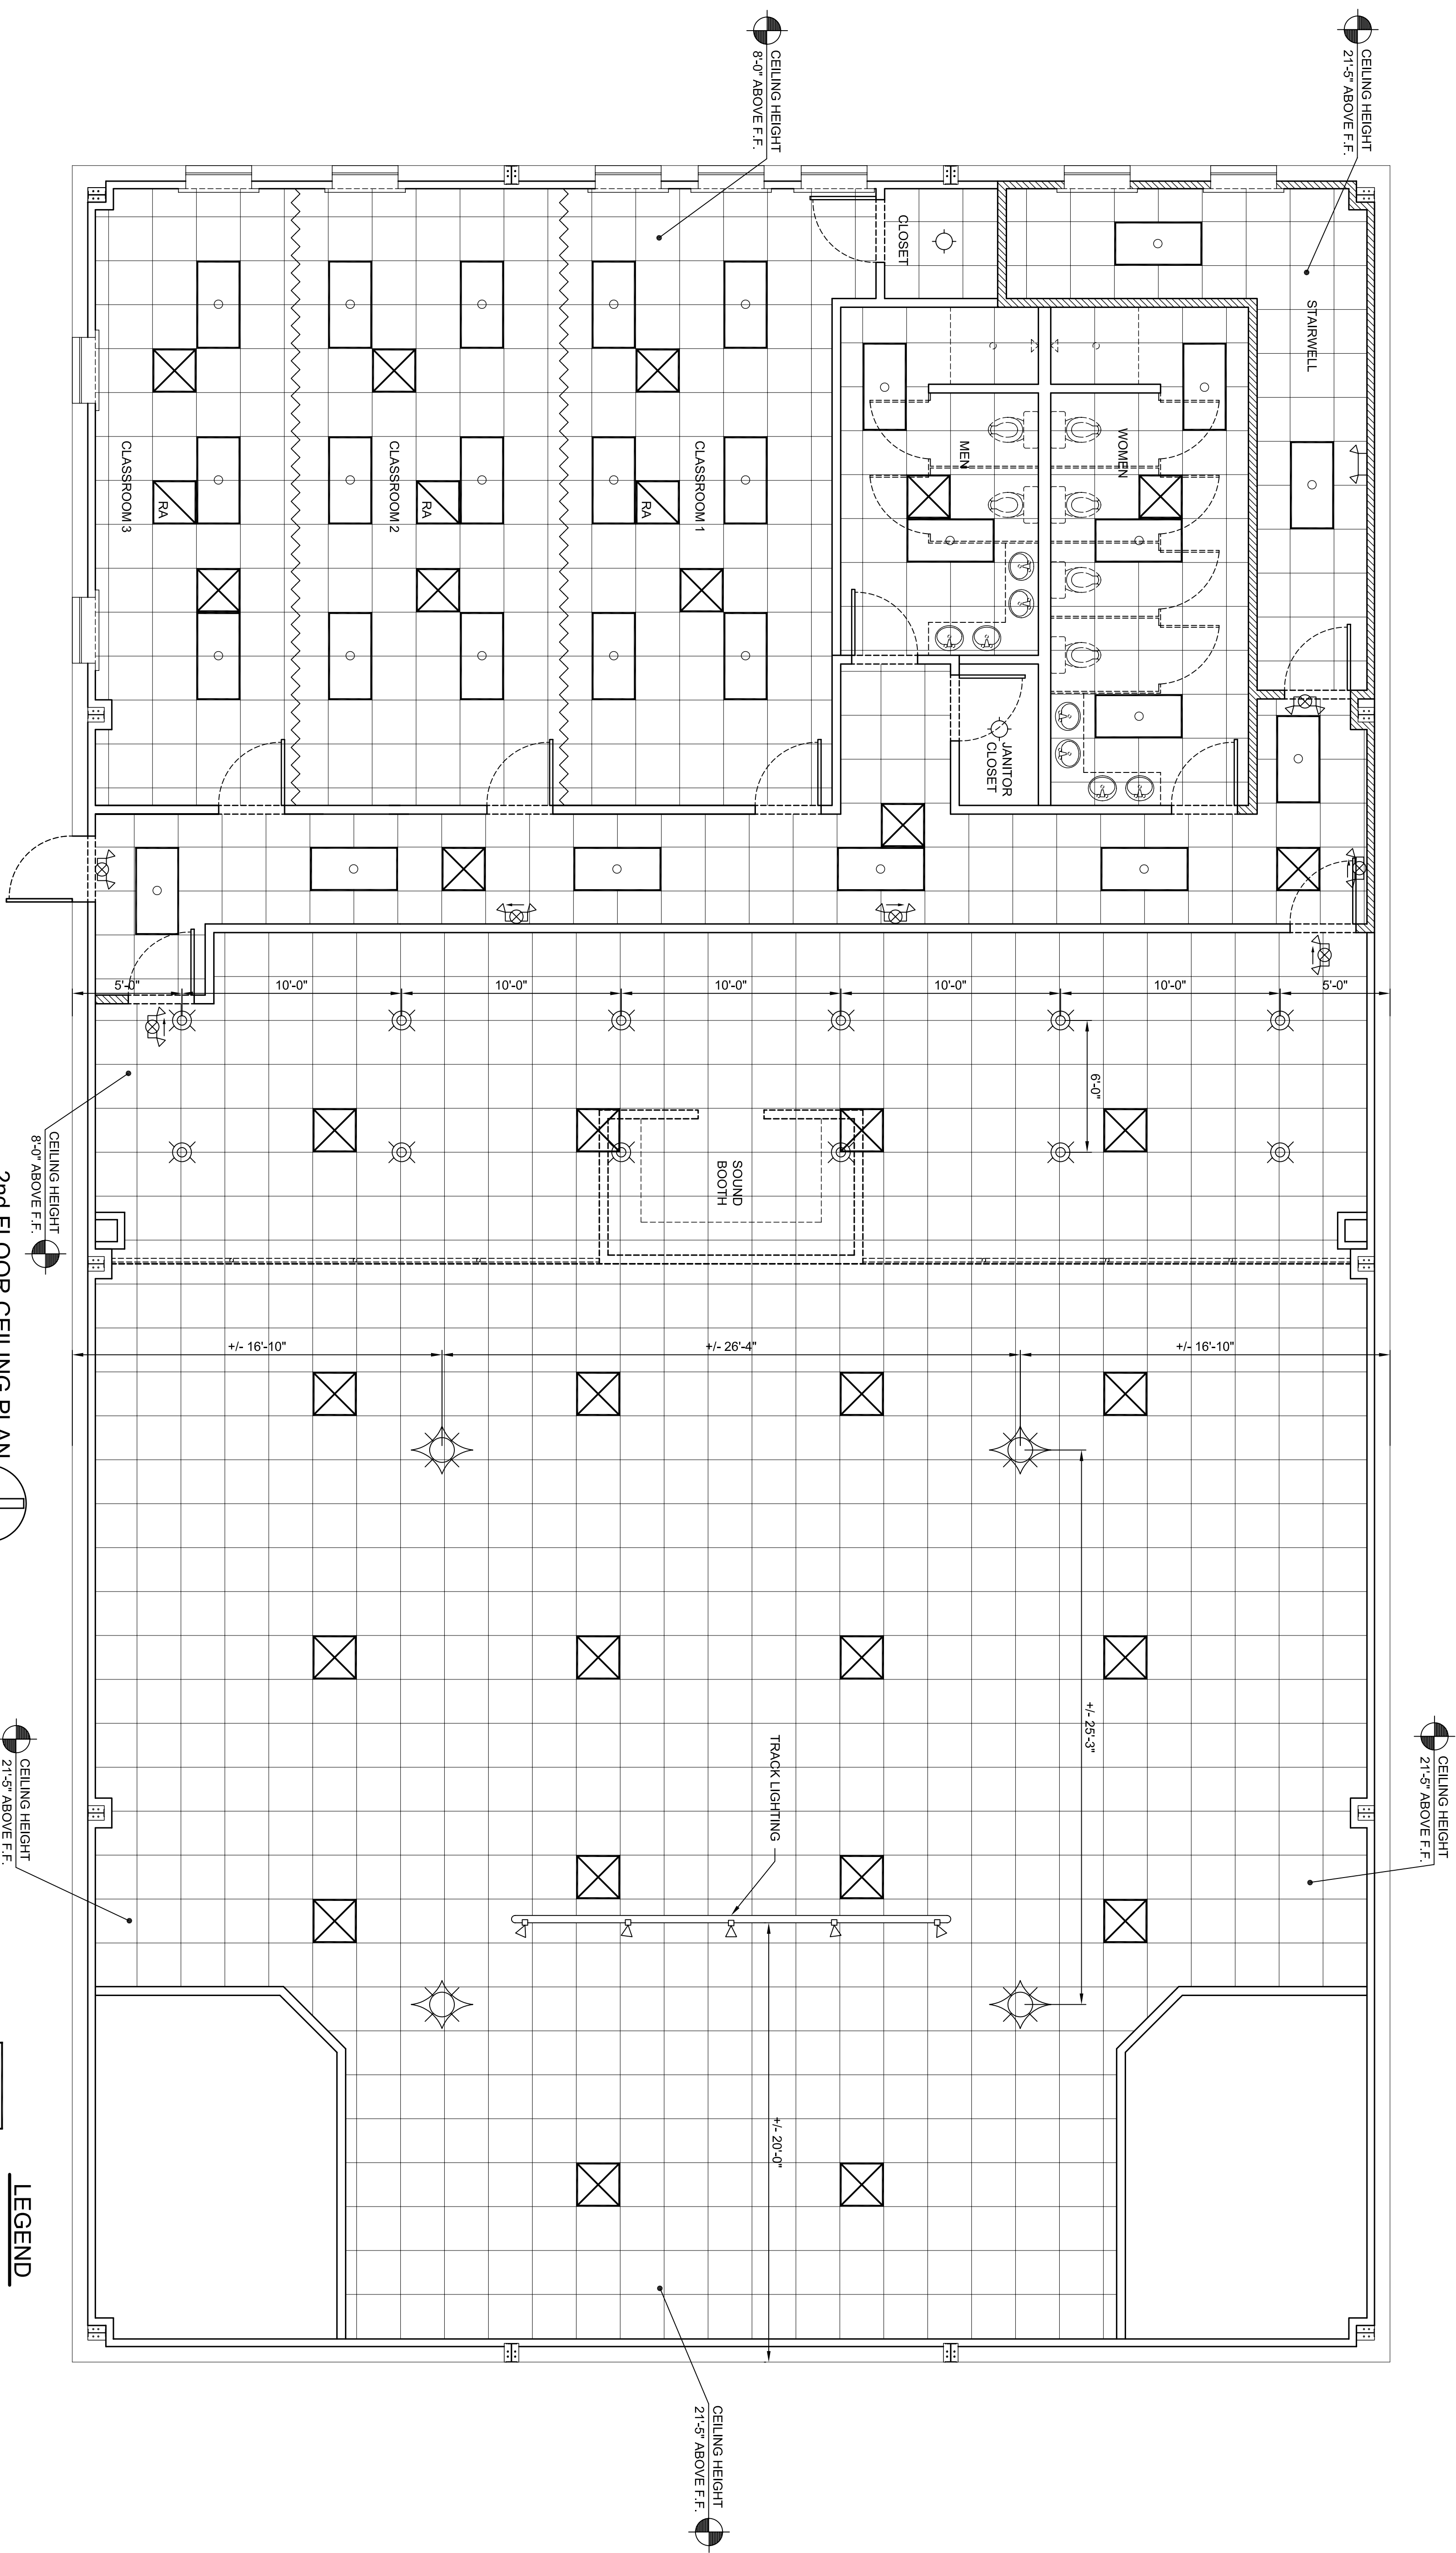 CEILING HEIGHT
21'-5" ABOVE F.F.
CEILING HEIGHT
8'-0" ABOVE F.F.
STAIRWELL
CLOSET
WOMEN
MEN
JANITOR
CLOSET
CLASSROOM 1
CLASSROOM 2
CLASSROOM 3
RA
RA
RA
5'-0"
10'-0"
10'-0"
10'-0"
10'-0"
10'-0"
5'-0"
6'-0"
SOUND
BOOTH
CEILING HEIGHT
8'-0" ABOVE F.F.
+/- 16'-10"
+/- 26'-4"
+/- 16'-10"
+/- 25'-3"
TRACK LIGHTING
+/- 20'-0"
CEILING HEIGHT
21'-5" ABOVE F.F.
CEILING HEIGHT
21'-5" ABOVE F.F.
CEILING HEIGHT
21'-5" ABOVE F.F.
2nd FLOOR CEILING PLAN
LEGEND